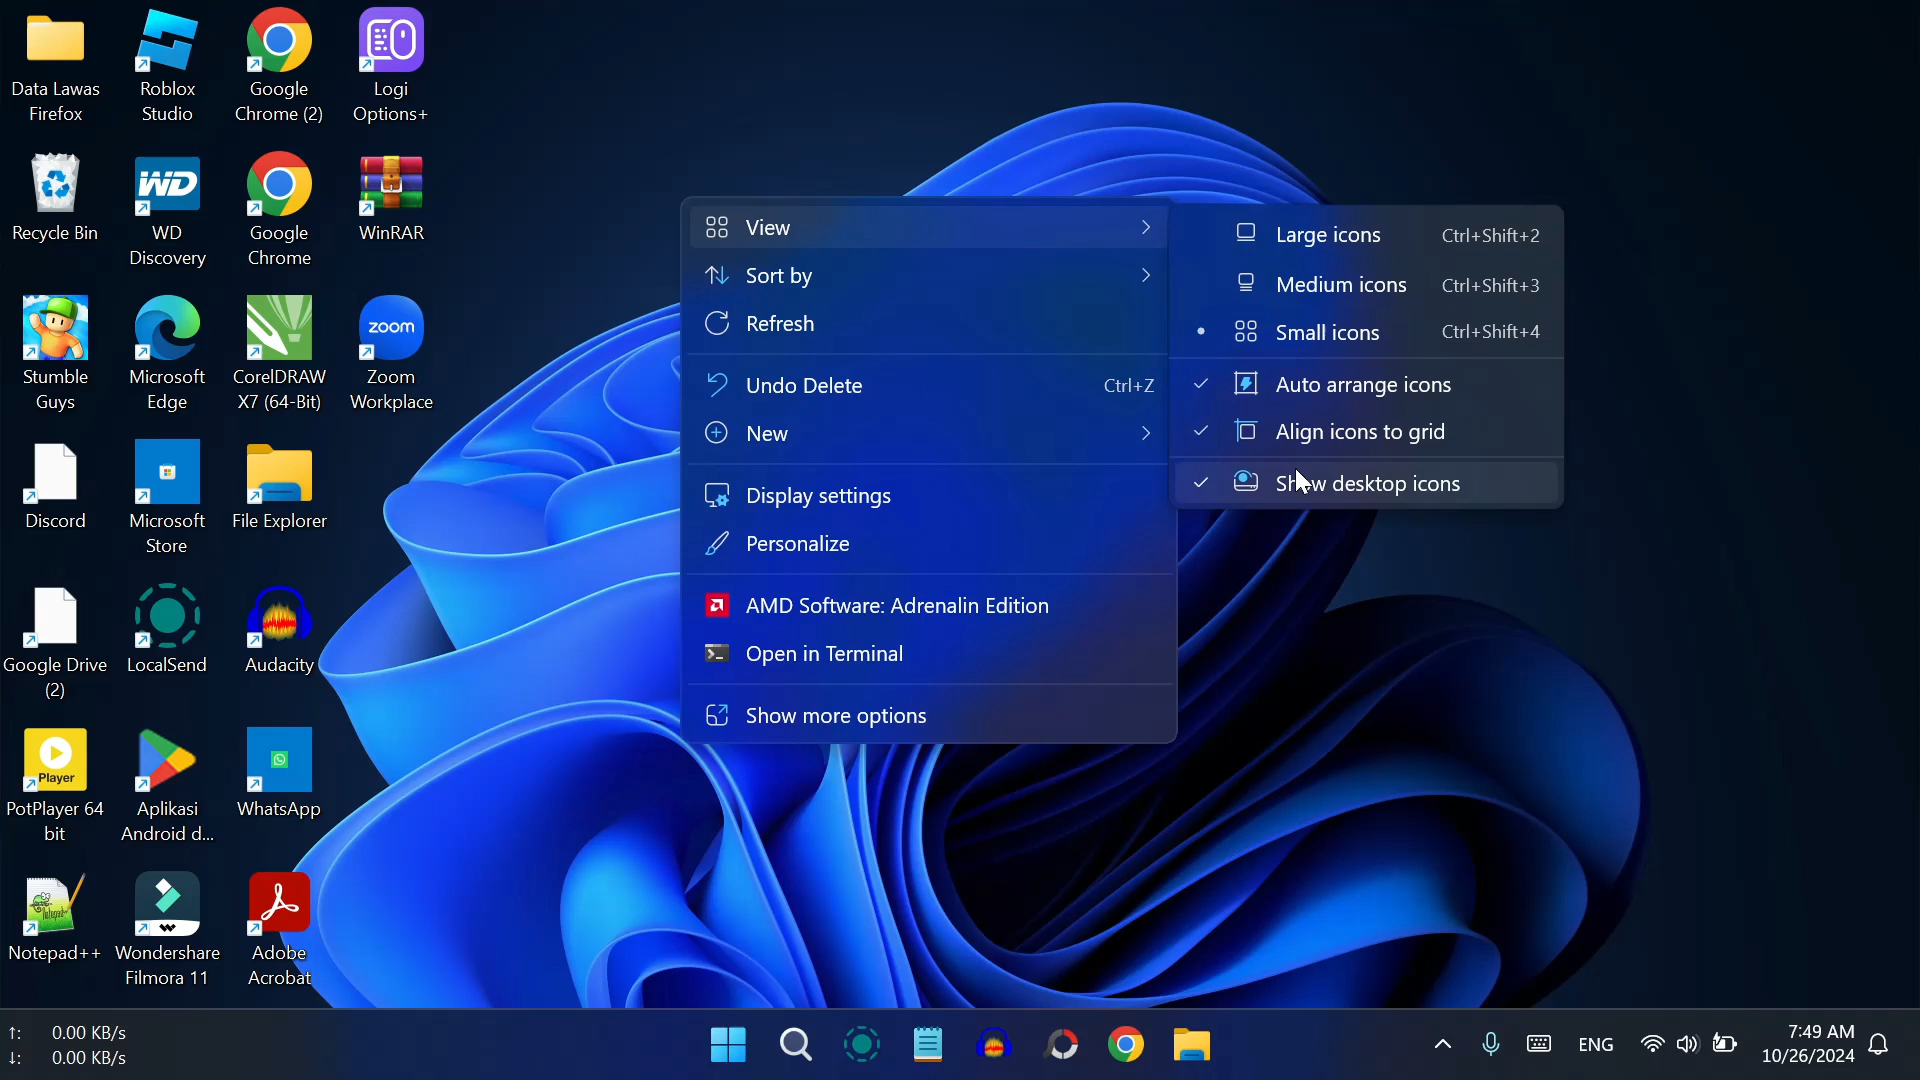 Data Lawas
Firefox
Roblox
Studio
Google
Chrome (2)
Logi
Options+
Recycle Bin
WD
WD
Discovery
Google
Chrome
WinRAR
Stumble
Guys
Microsoft
Edge
CorelDRAW
X7 (64-Bit)
zoom
Zoom
Workplace
Discord
Microsoft
Store
File Explorer
Google Drive
(2)
LocalSend
Audacity
Player
PotPlayer 64
bit
Aplikasi
Android d...
WhatsApp
Notepad++
Wondershare
Filmora 11
Adobe
Acrobat
View
Sort by
Refresh
Undo Delete Ctrl+Z
New
Display settings
Personalize
AMD Software: Adrenalin Edition
Open in Terminal
Show more options
Large icons Ctrl+Shift+2
Medium icons Ctrl+Shift+3
Small icons Ctrl+Shift+4
Auto arrange icons
Align icons to grid
Show desktop icons
↑: 0.00 KB/s
↓: 0.00 KB/s
ENG
7:49 AM
10/26/2024